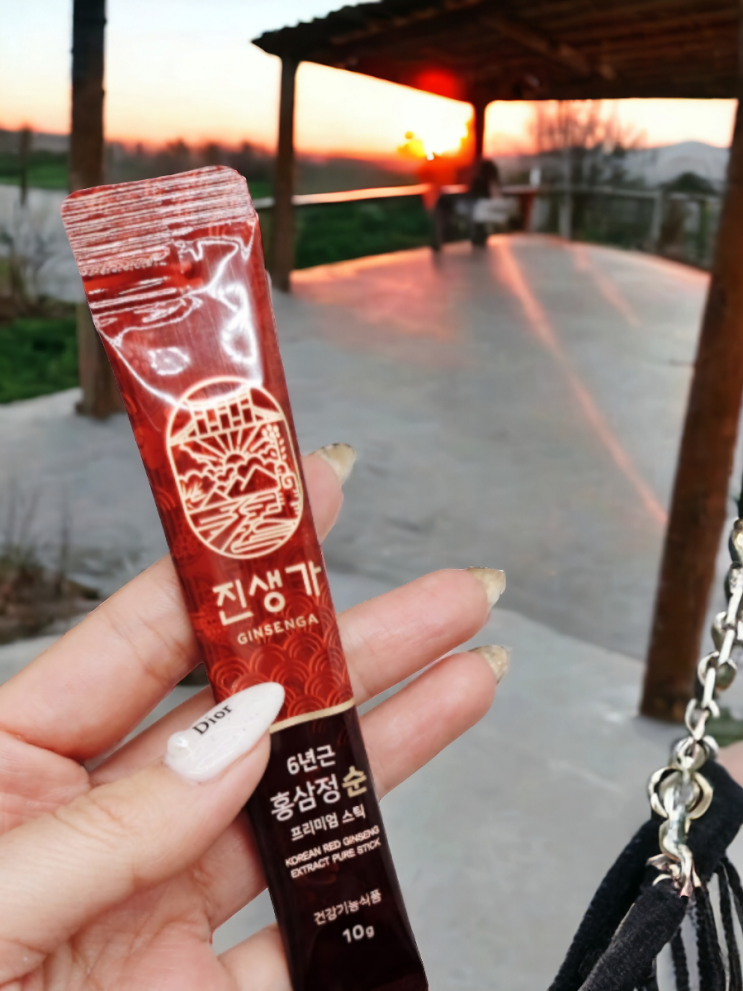 진생가
GINSENGA
Dior
6년근
홍삼정순
프리미엄 스틱
KOREAN RED GINSENG
EXTRACT PURE STICK
건강기능식품
10g